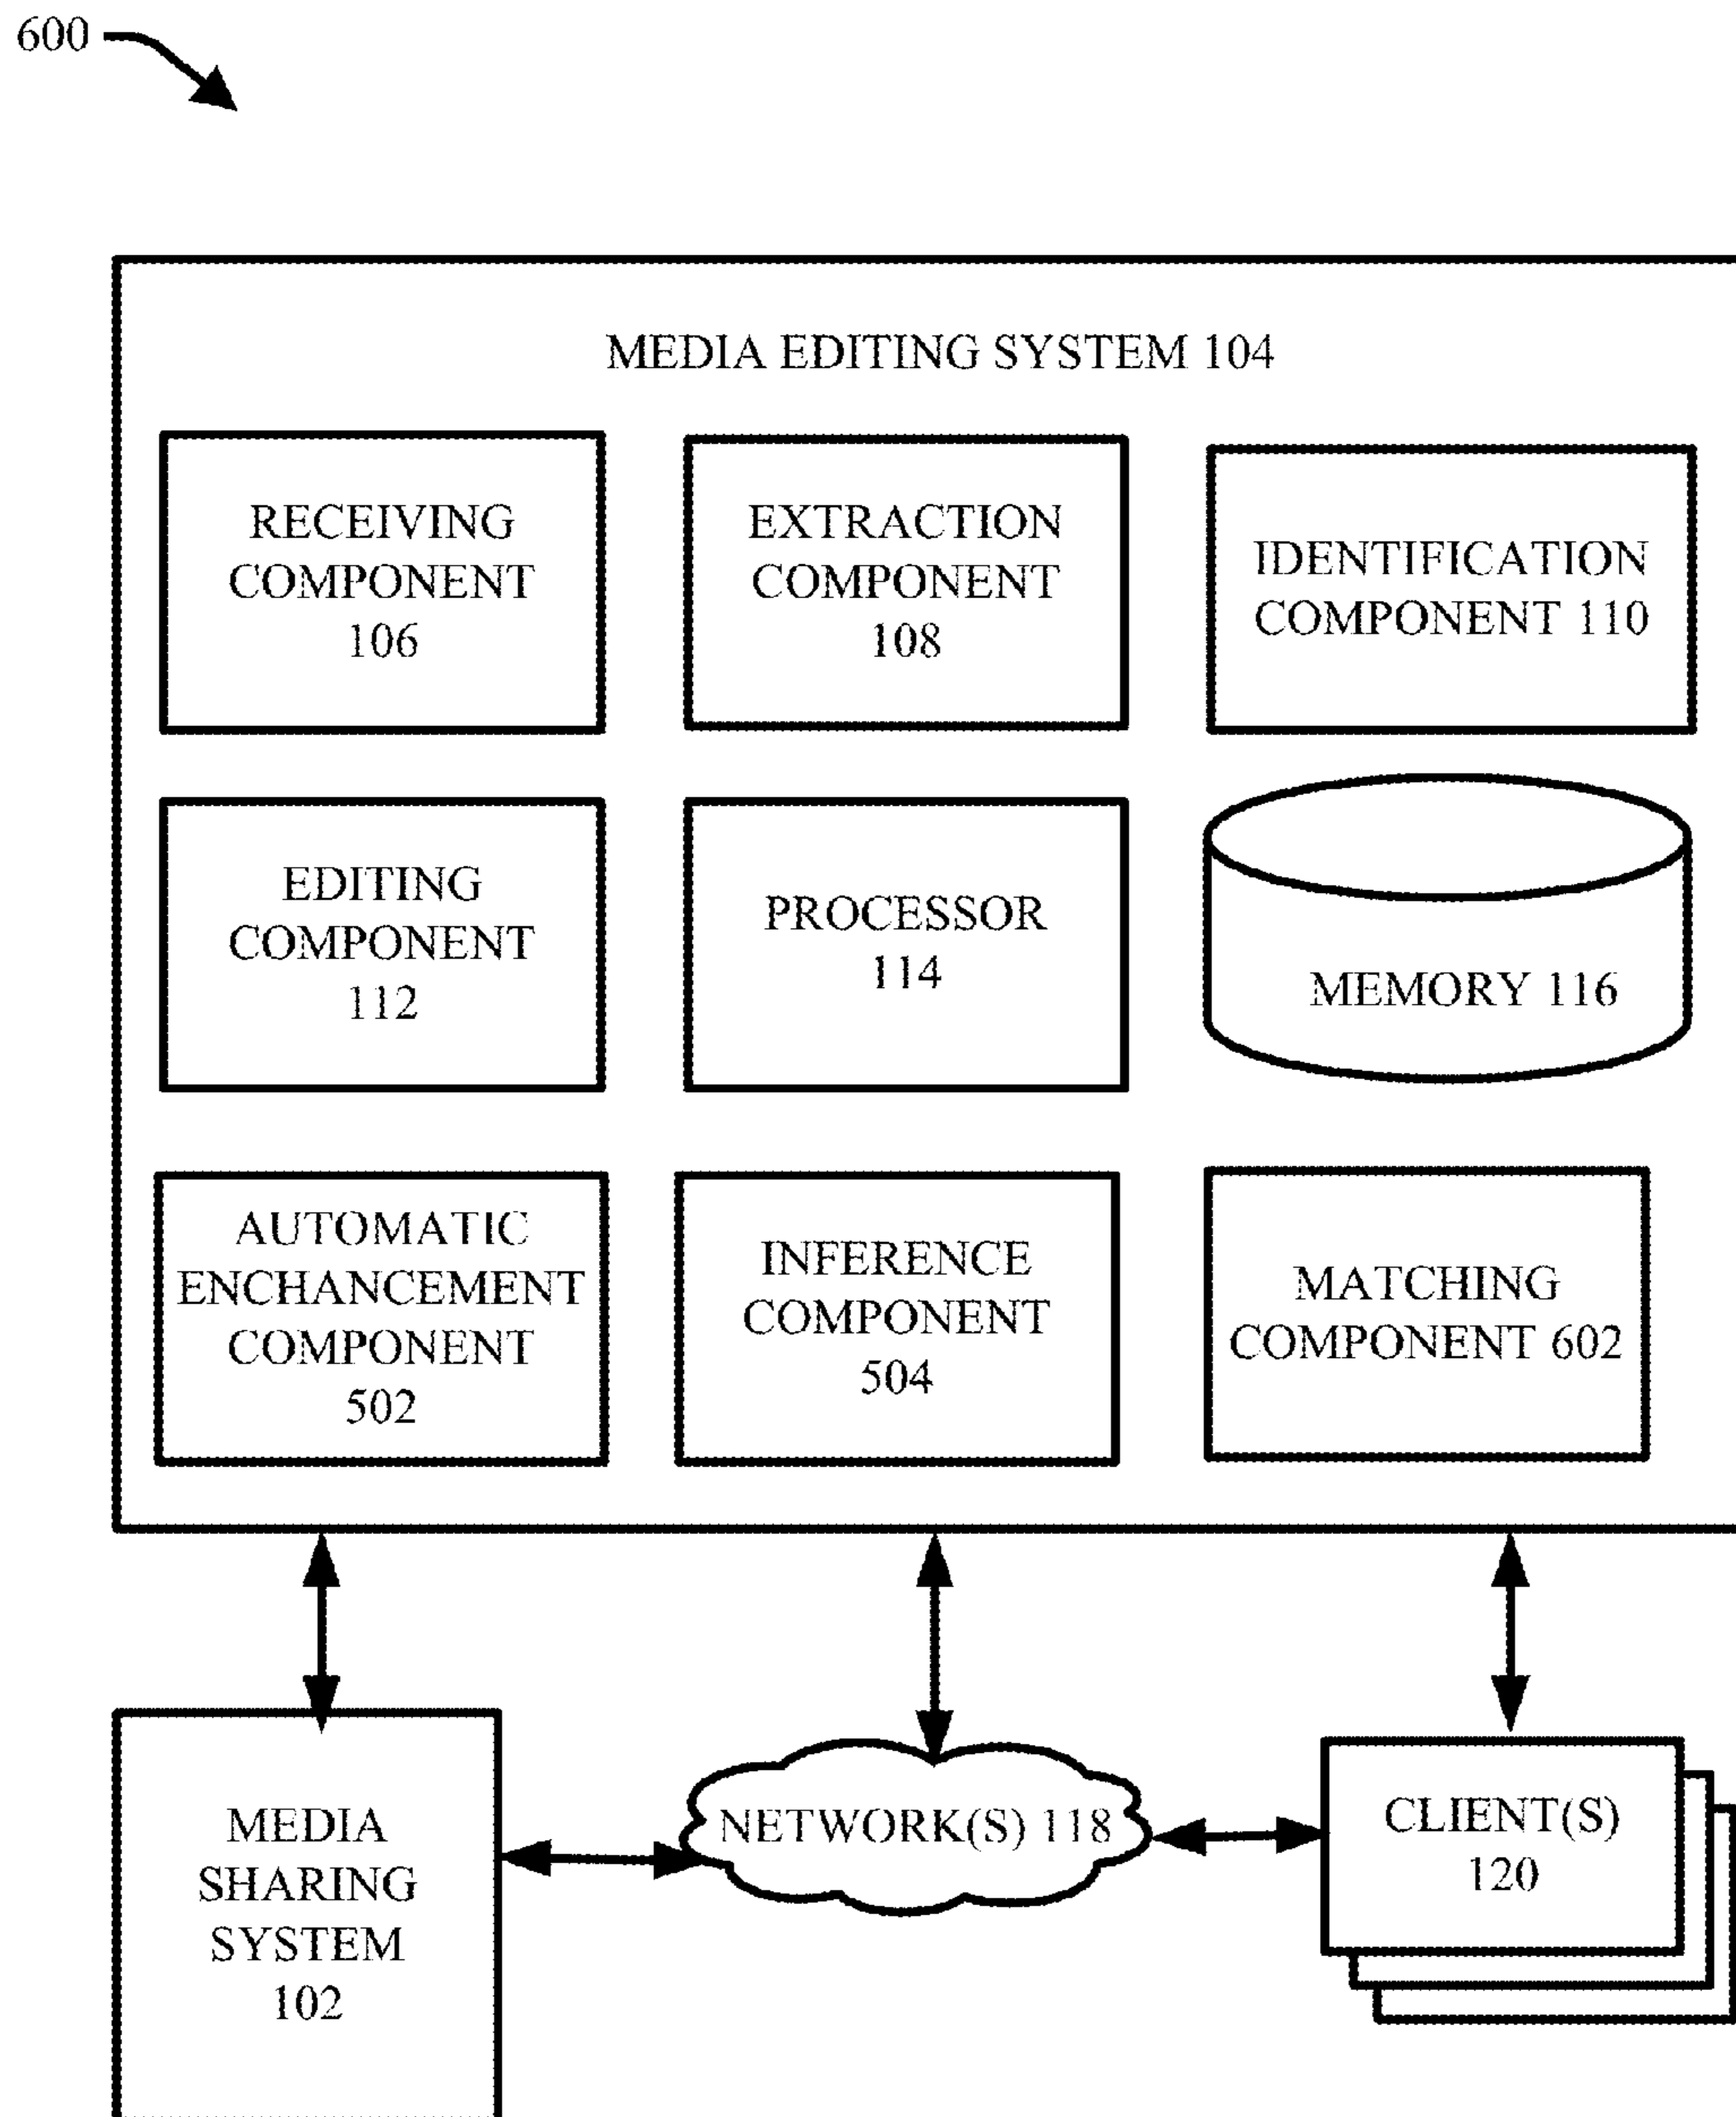 600
MEDIA EDITING SYSTEM 104
RECEIVING
COMPONENT
106
EXTRACTION
COMPONENT
108
IDENTIFICATION
COMPONENT 110
EDITING
COMPONENT
112
PROCESSOR
114
MEMORY 116
AUTOMATIC
ENCHANCEMENT
COMPONENT
502
INFERENCE
COMPONENT
504
MATCHING
COMPONENT 602
MEDIA
SHARING
SYSTEM
102
NETWORK(S) 118
CLIENT(S)
120